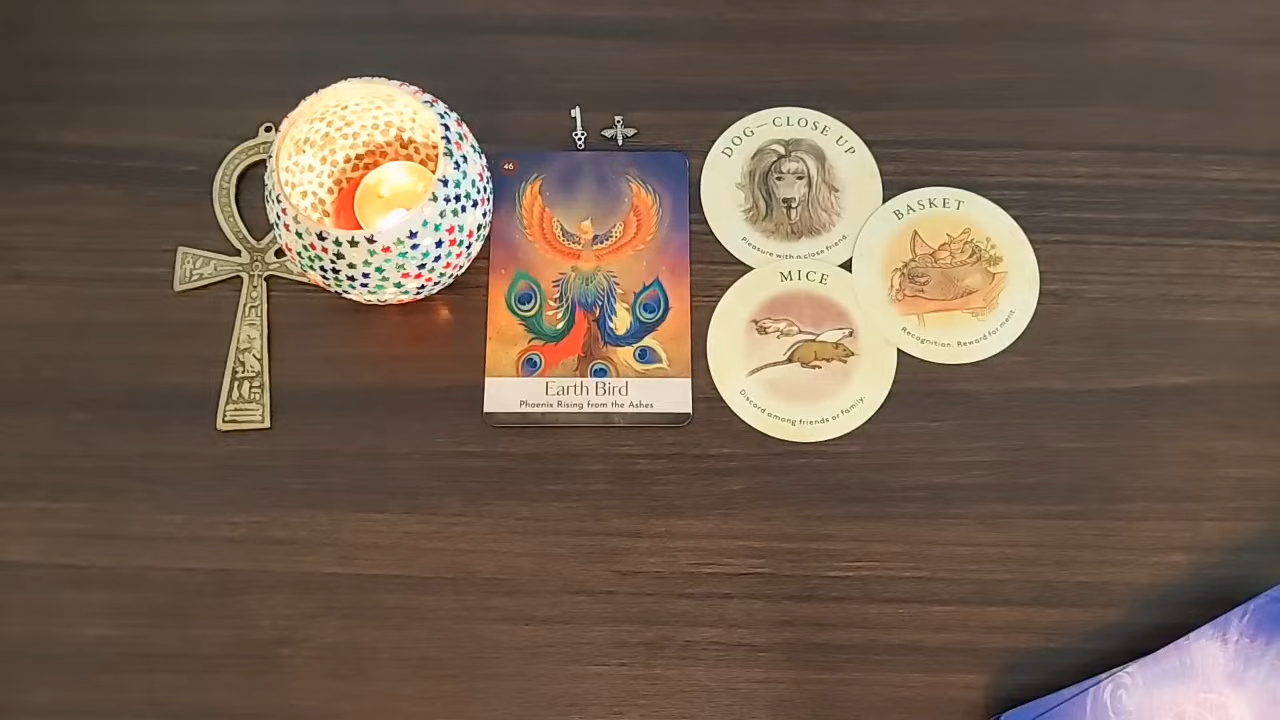 46
Earth Bird
Phoenix Rising from the Ashes
DOG—CLOSE UP
Pleasure with a close friend.
BASKET
Recognition. Reward for merit.
MICE
Discord among friends or family.